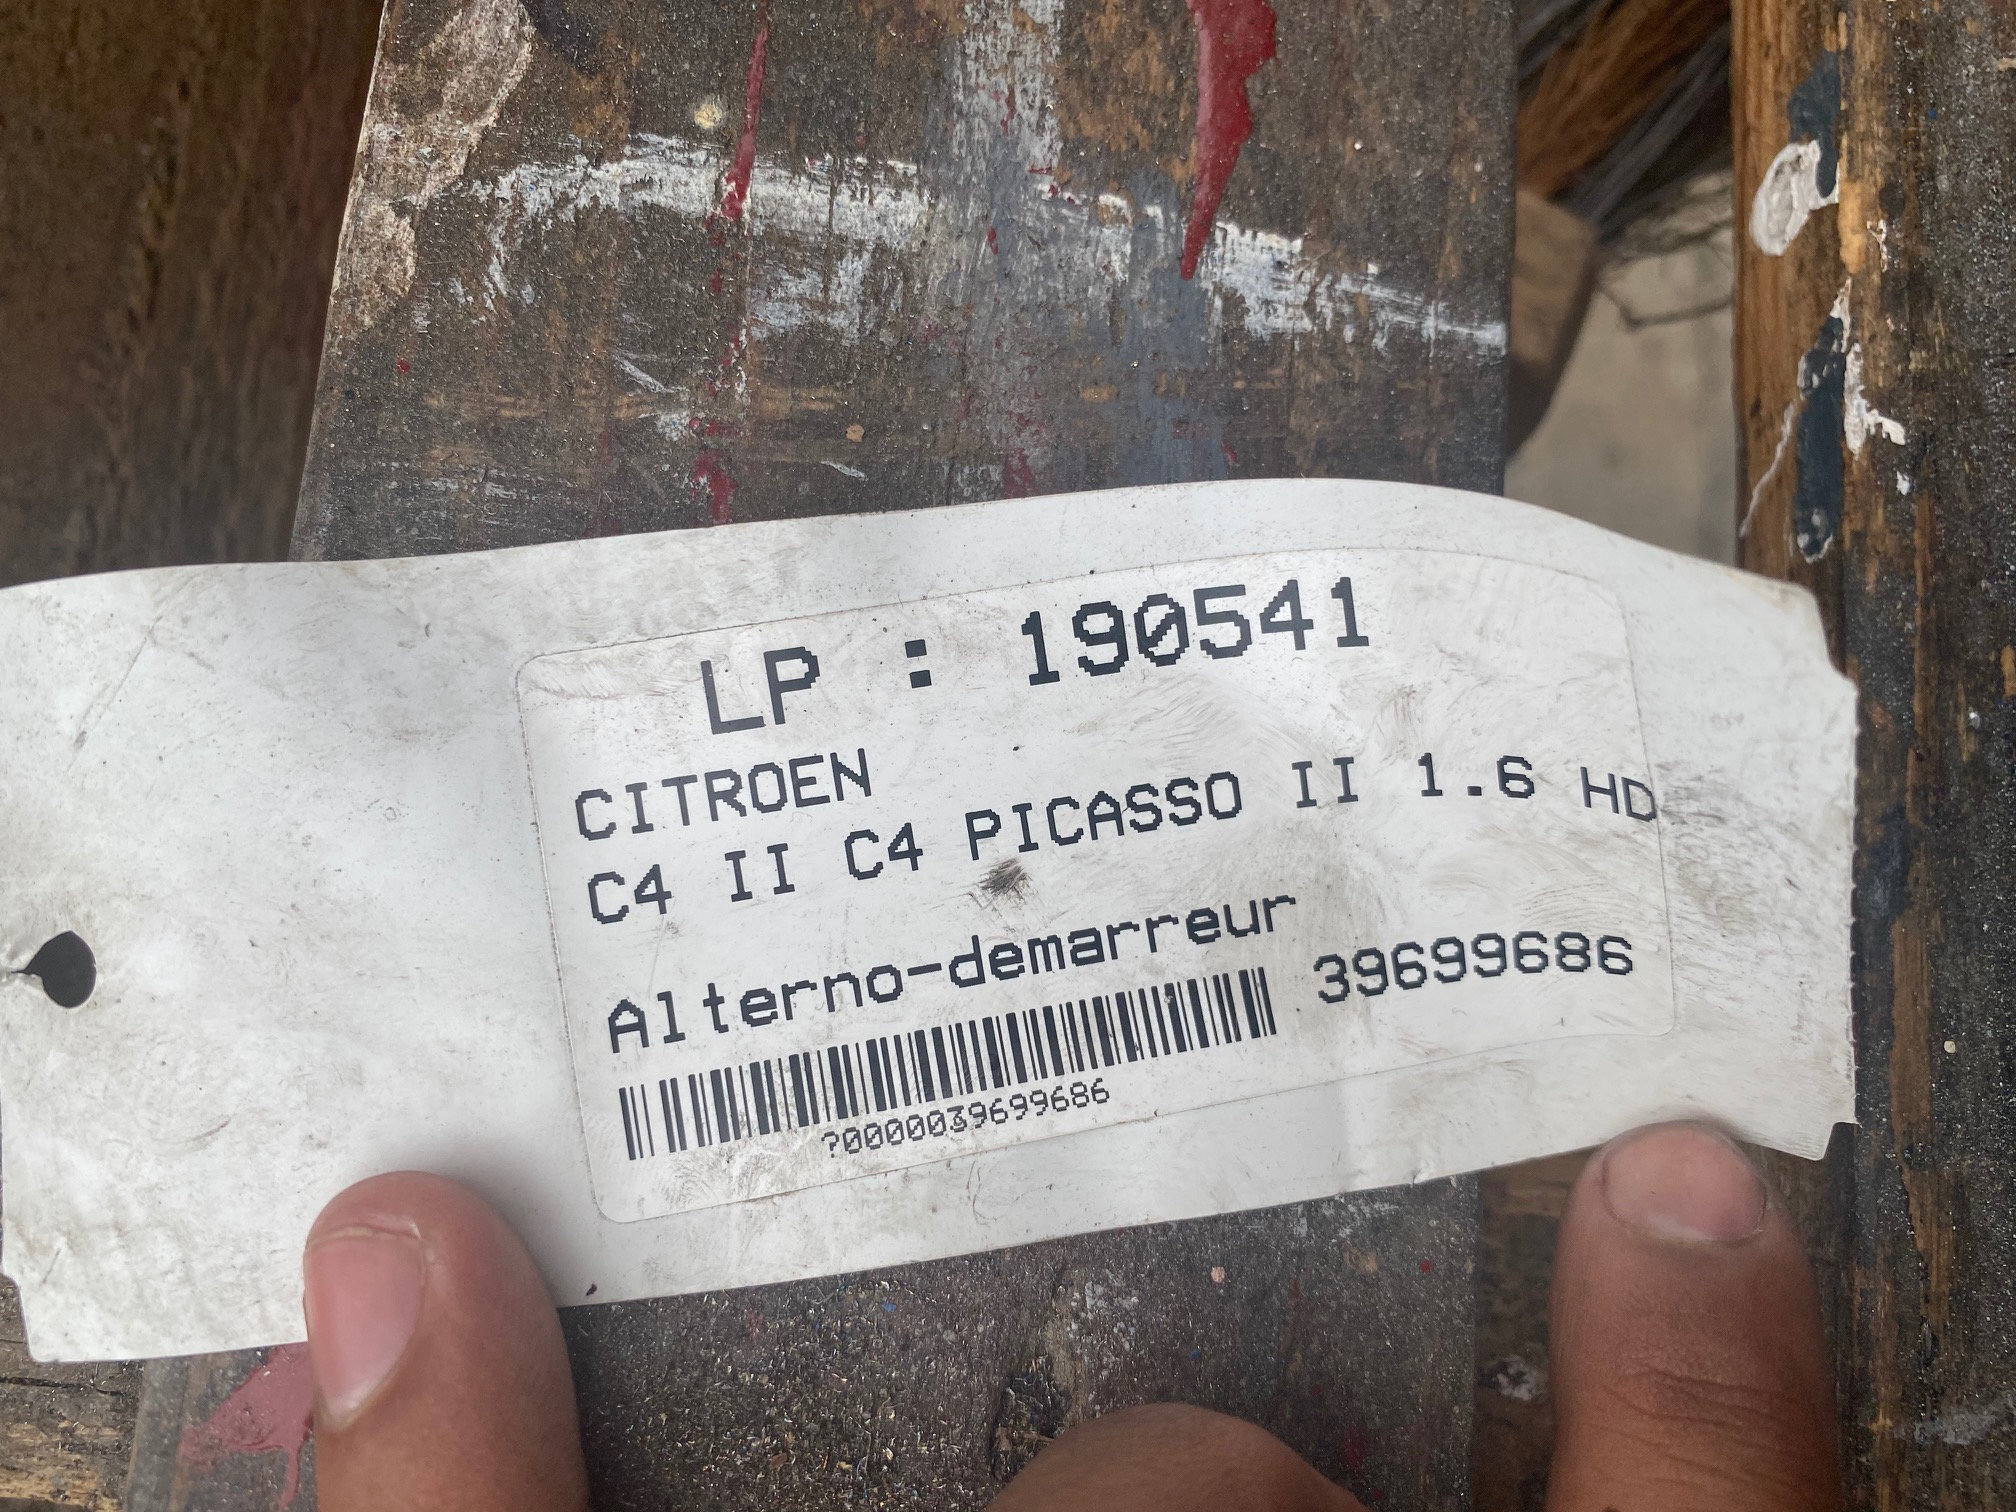 LP : 190541
CITROEN
C4 II C4 PICASSO II 1.6 HD
Alterno-demarreur
39699686
?0000039699686